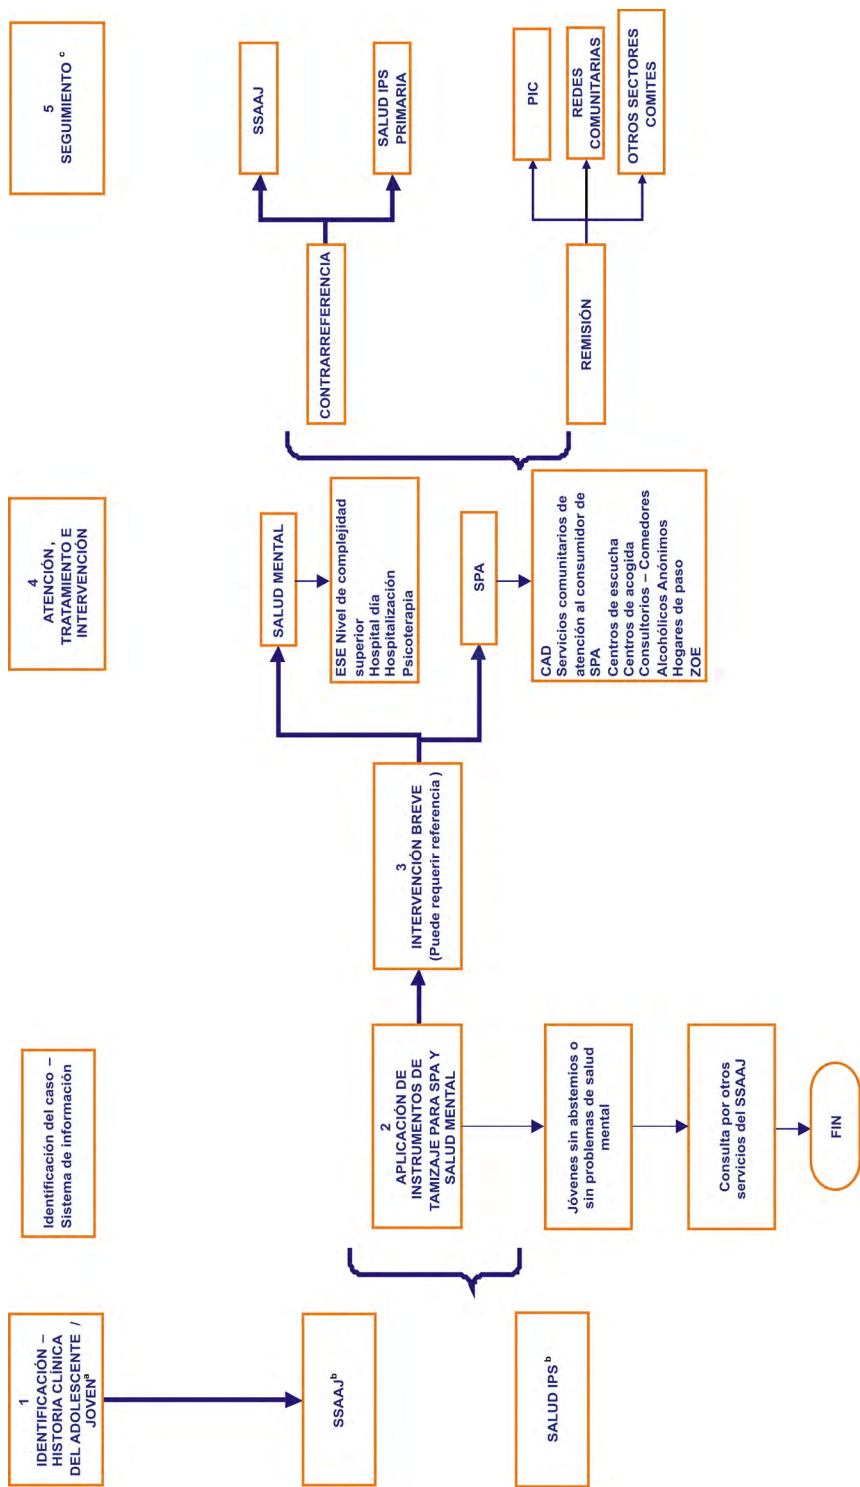 1
IDENTIFICACIÓN –
HISTORIA CLÍNICA
DEL ADOLESCENTE /
JOVENa
SSAAJb
SALUD IPS b
Identificación del caso –
Sistema de información
2
APLICACIÓN DE
INSTRUMENTOS DE
TAMIZAJE PARA SPA Y
SALUD MENTAL
Jóvenes sin abstemios o
sin problemas de salud
mental
Consulta por otros
servicios del SSAAJ
FIN
3
INTERVENCIÓN BREVE
(Puede requerir referencia )
4
ATENCIÓN ,
TRATAMIENTO E
INTERVENCIÓN
SALUD MENTAL
ESE Nivel de complejidad
superior
Hospital día
Hospitalización
Psicoterapia
SPA
CAD
Servicios comunitarios de
atención al consumidor de
SPA
Centros de escucha
Centros de acogida
Consultorios – Comedores
Alcohólicos Anónimos
Hogares de paso
ZOE
5
SEGUIMIENTO c
CONTRARREFERENCIA
SSAAJ
SALUD IPS
PRIMARIA
REMISIÓN
PIC
REDES
COMUNITARIAS
OTROS SECTORES
COMITES